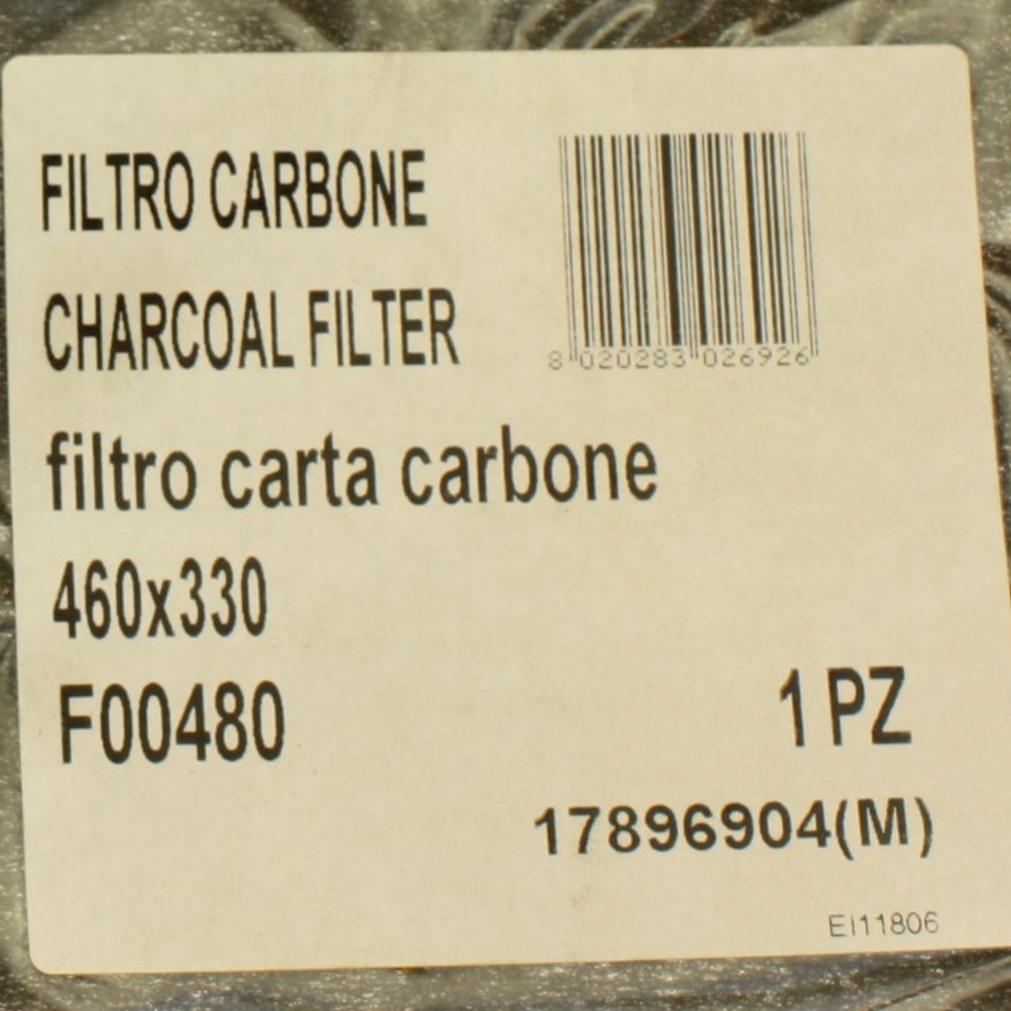 FILTRO CARBONE
CHARCOAL FILTER
8 020283 026926
filtro carta carbone
460x330
F00480
1 PZ
17896904(M)
EI11806